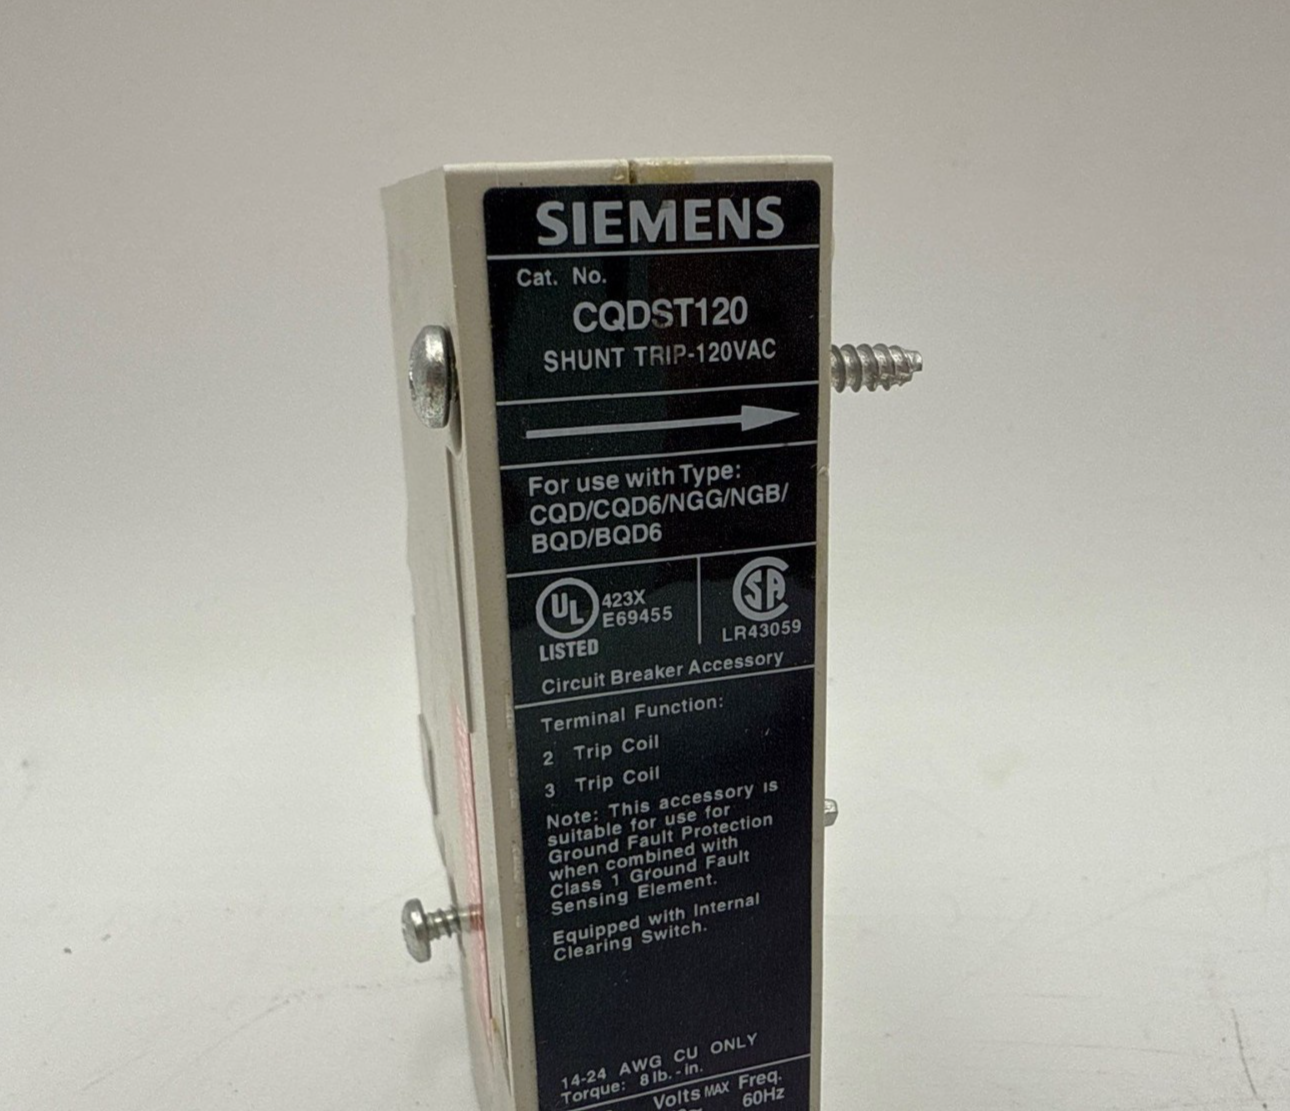 SIEMENS
Cat. No.
CQDST120
SHUNT TRIP-120VAC
For use with Type:
CQD/CQD6/NGG/NGB/
BQD/BQD6
UL
LISTED
423X
E69455
SA
LR43059
Circuit Breaker Accessory
Terminal Function:
2 Trip Coil
3 Trip Coil
Note: This accessory is
suitable for use for
Ground Fault Protection
when combined with
Class 1 Ground Fault
Sensing Element.
Equipped with Internal
Clearing Switch.
14-24 AWG CU ONLY
Torque: 8 lb.-in.
Volts MAX Freq.
60Hz